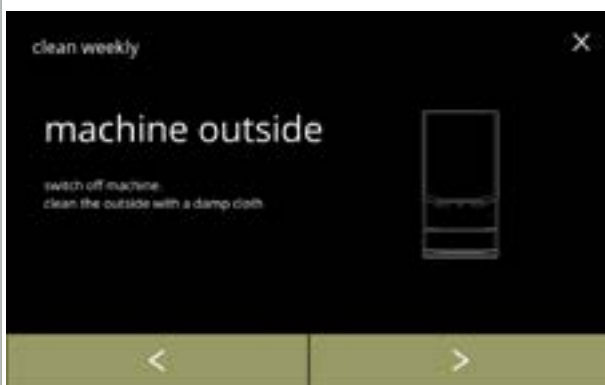 clean weekly
machine outside
switch off machine
clean the outside with a damp cloth